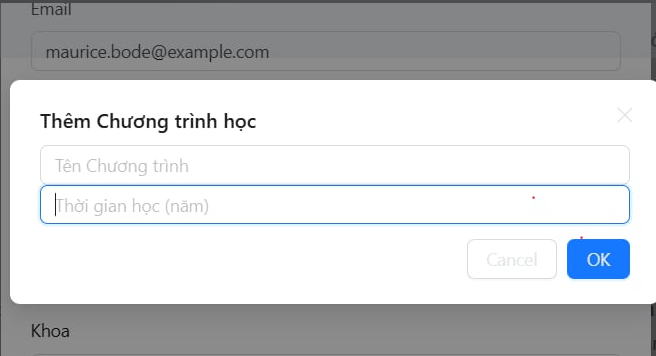 Email
maurice.bode@example.com
Thêm Chương trình học
Tên Chương trình
Thời gian học (năm)
Cancel
OK
Khoa